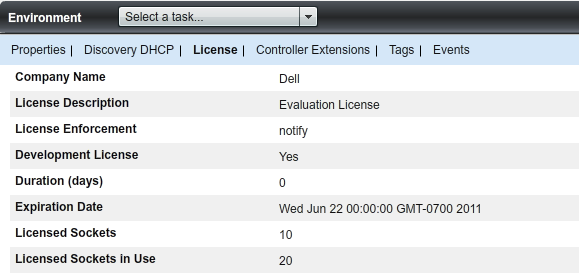 Environment Select a task...
Properties | Discovery DHCP | License | Controller Extensions | Tags | Events
Company Name Dell
License Description Evaluation License
License Enforcement notify
Development License Yes
Duration (days) 0
Expiration Date Wed Jun 22 00:00:00 GMT-0700 2011
Licensed Sockets 10
Licensed Sockets in Use 20